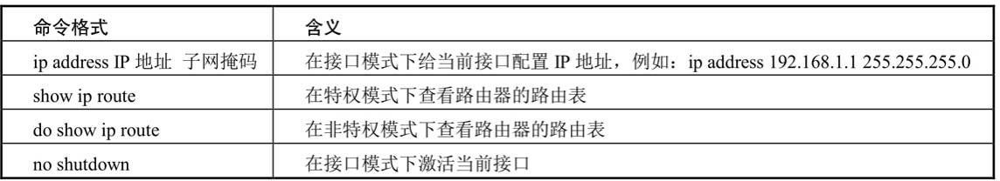 命令格式 含义
ip address IP 地址 子网掩码 在接口模式下给当前接口配置 IP 地址，例如：ip address 192.168.1.1 255.255.255.0
show ip route 在特权模式下查看路由器的路由表
do show ip route 在非特权模式下查看路由器的路由表
no shutdown 在接口模式下激活当前接口